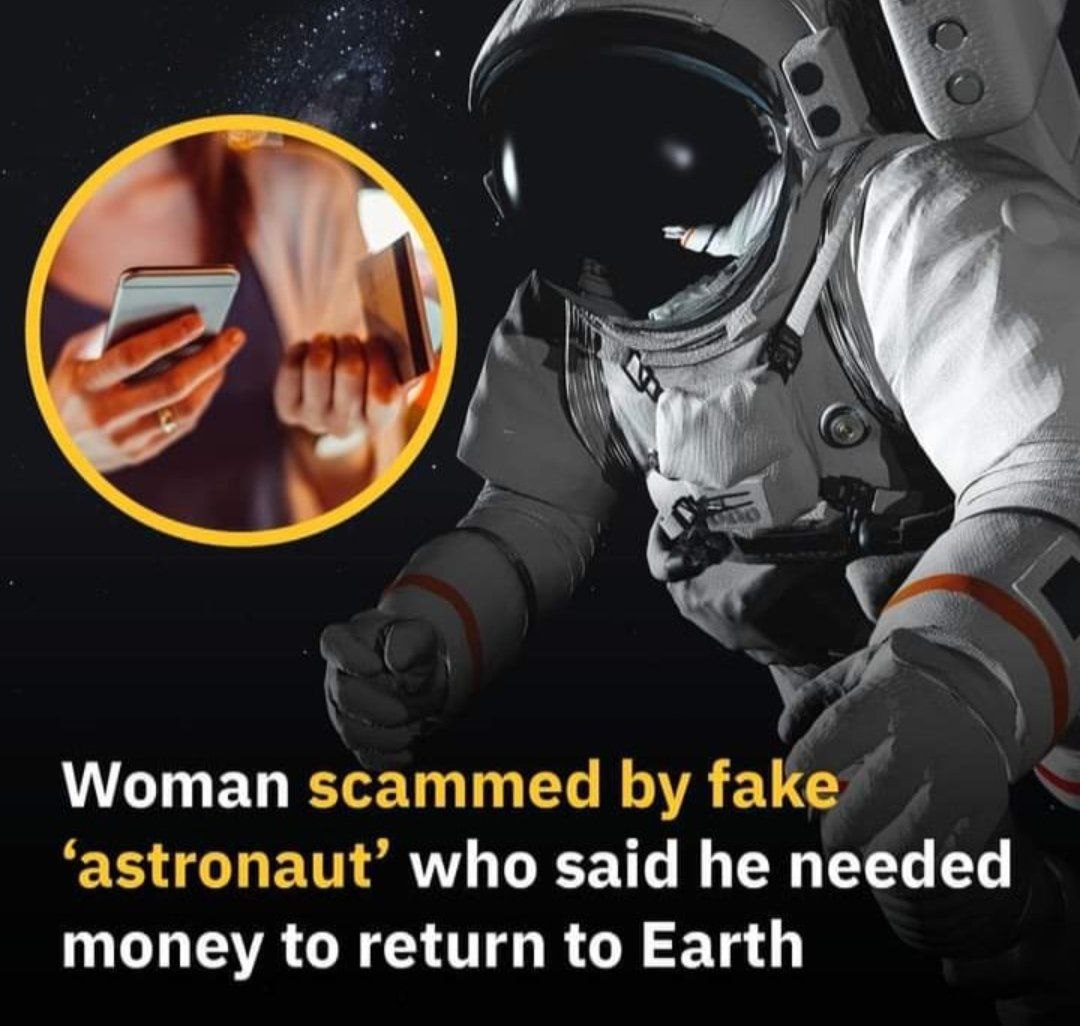 Woman scammed by fake
‘astronaut’ who said he needed
money to return to Earth